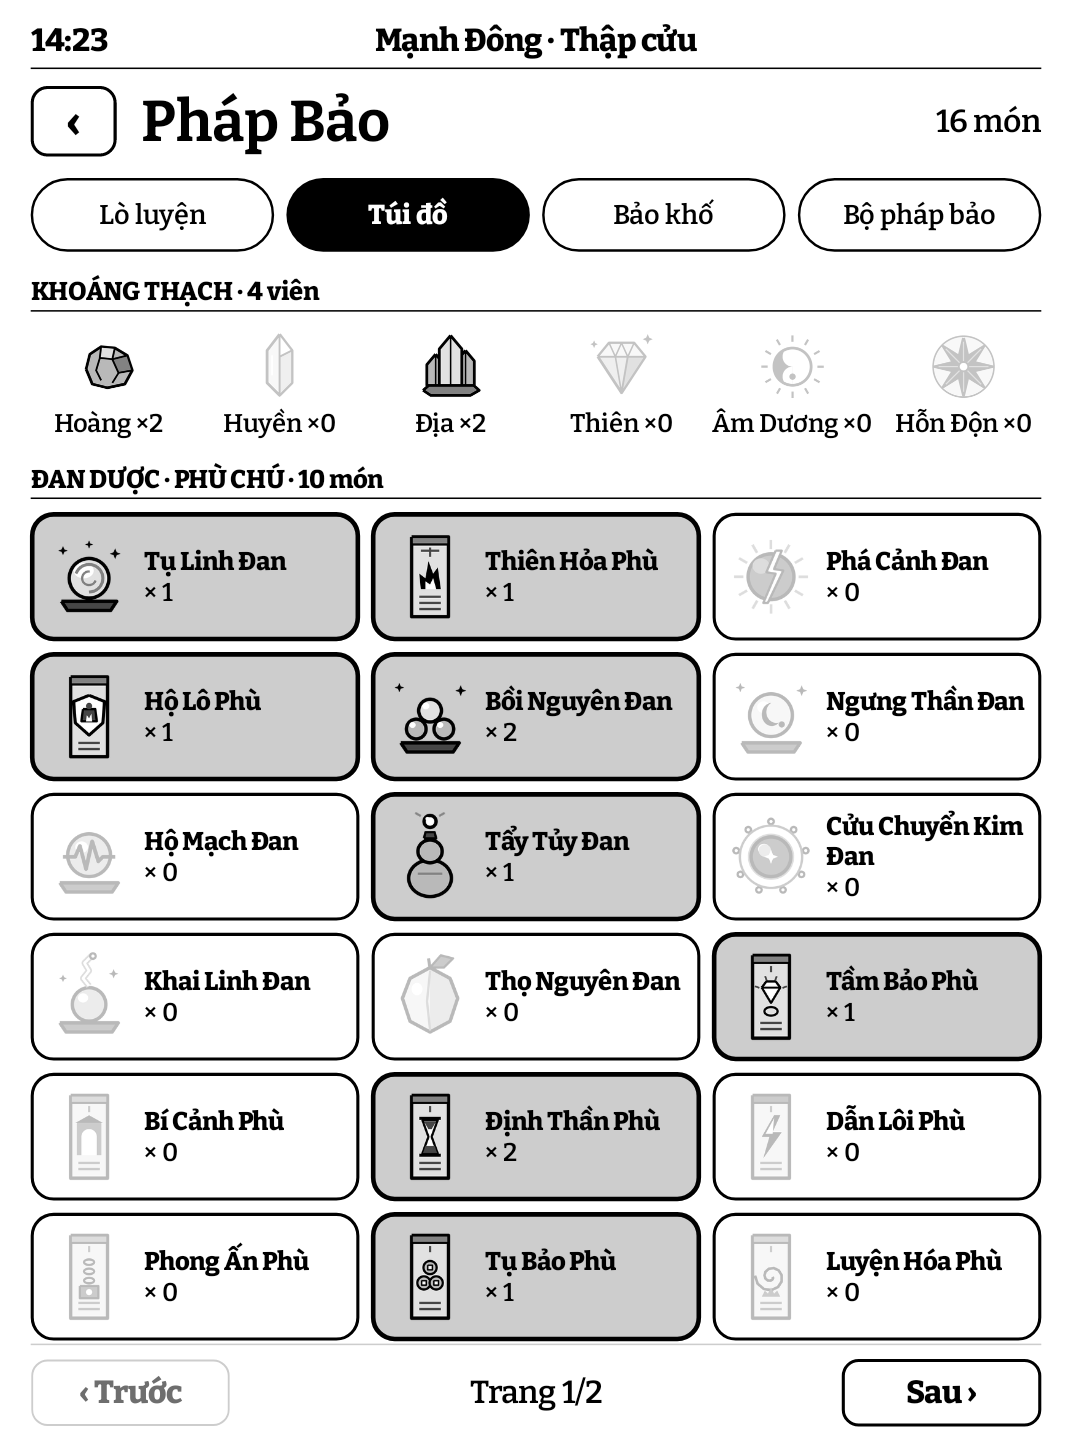 14:23
Mạnh Đông · Thập cửu
‹
Pháp Bảo
16 món
Lò luyện
Túi đồ
Bảo khố
Bộ pháp bảo
KHOÁNG THẠCH · 4 viên
Hoàng ×2
Huyền ×0
Địa ×2
Thiên ×0
Âm Dương ×0
Hỗn Độn ×0
ĐAN DƯỢC · PHÙ CHÚ · 10 món
Tụ Linh Đan
× 1
Thiên Hỏa Phù
× 1
Phá Cảnh Đan
× 0
Hộ Lô Phù
× 1
Bồi Nguyên Đan
× 2
Ngưng Thần Đan
× 0
Hộ Mạch Đan
× 0
Tẩy Tủy Đan
× 1
Cửu Chuyển Kim
Đan
× 0
Khai Linh Đan
× 0
Thọ Nguyên Đan
× 0
Tầm Bảo Phù
× 1
Bí Cảnh Phù
× 0
Định Thần Phù
× 2
Dẫn Lôi Phù
× 0
Phong Ấn Phù
× 0
Tụ Bảo Phù
× 1
Luyện Hóa Phù
× 0
‹ Trước
Trang 1/2
Sau ›